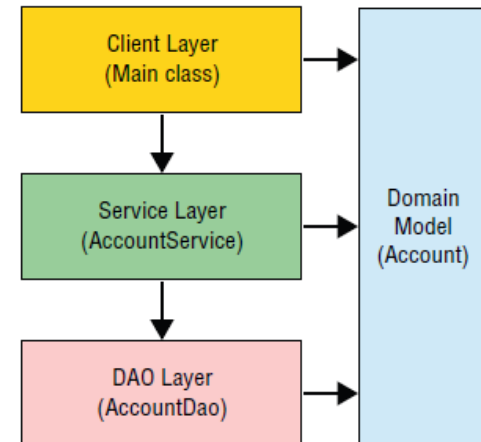 Client Layer
(Main class)
Service Layer
(AccountService)
Domain
Model
(Account)
DAO Layer
(AccountDao)